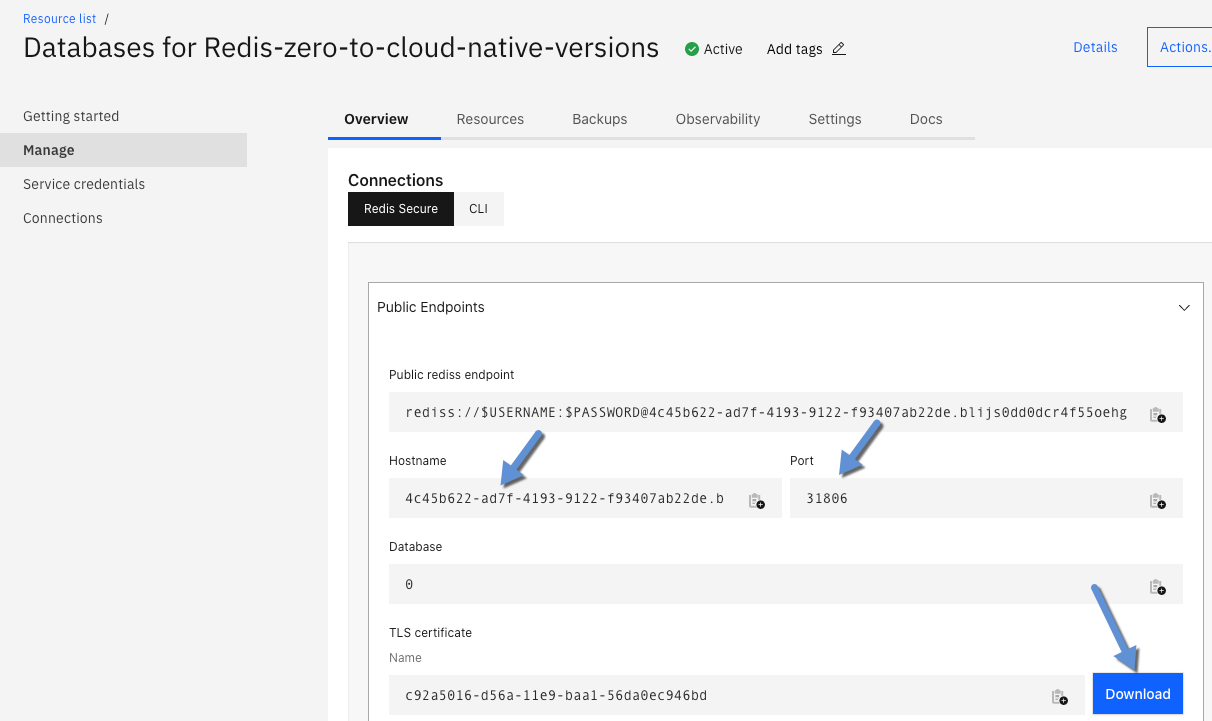 Resource list /
Databases for Redis-zero-to-cloud-native-versions
Active
Add tags
Details
Actions.
Getting started
Manage
Service credentials
Connections
Overview
Resources
Backups
Observability
Settings
Docs
Connections
Redis Secure
CLI
Public Endpoints
Public rediss endpoint
rediss://$USERNAME:$PASSWORD@4c45b622-ad7f-4193-9122-f93407ab22de.blijs0dd0dcr4f55oehg
Hostname
Port
4c45b622-ad7f-4193-9122-f93407ab22de.b
31806
Database
0
TLS certificate
Name
c92a5016-d56a-11e9-baa1-56da0ec946bd
Download